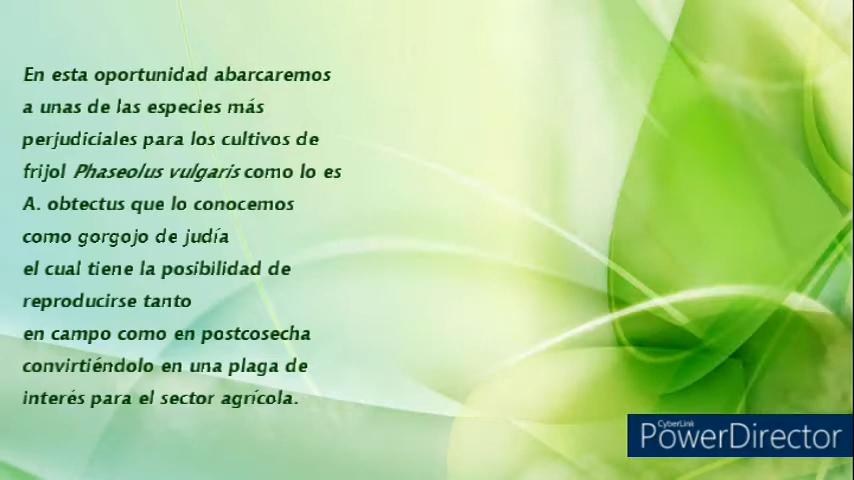 En esta oportunidad abarcaremos
a unas de las especies más
perjudiciales para los cultivos de
frijol Phaseolus vulgaris como lo es
A. obtectus que lo conocemos
como gorgojo de judía
el cual tiene la posibilidad de
reproducirse tanto
en campo como en postcosecha
convirtiéndolo en una plaga de
interés para el sector agrícola.
CyberLink
PowerDirector